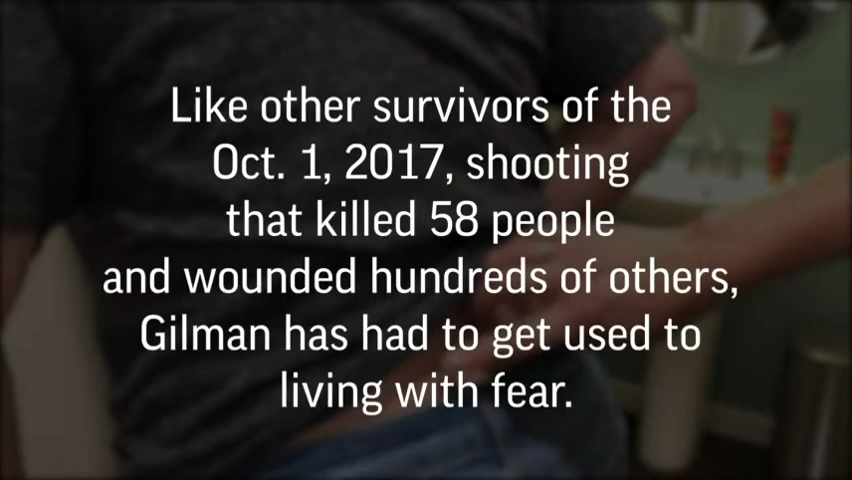 Like other survivors of the
Oct. 1, 2017, shooting
that killed 58 people
and wounded hundreds of others,
Gilman has had to get used to
living with fear.